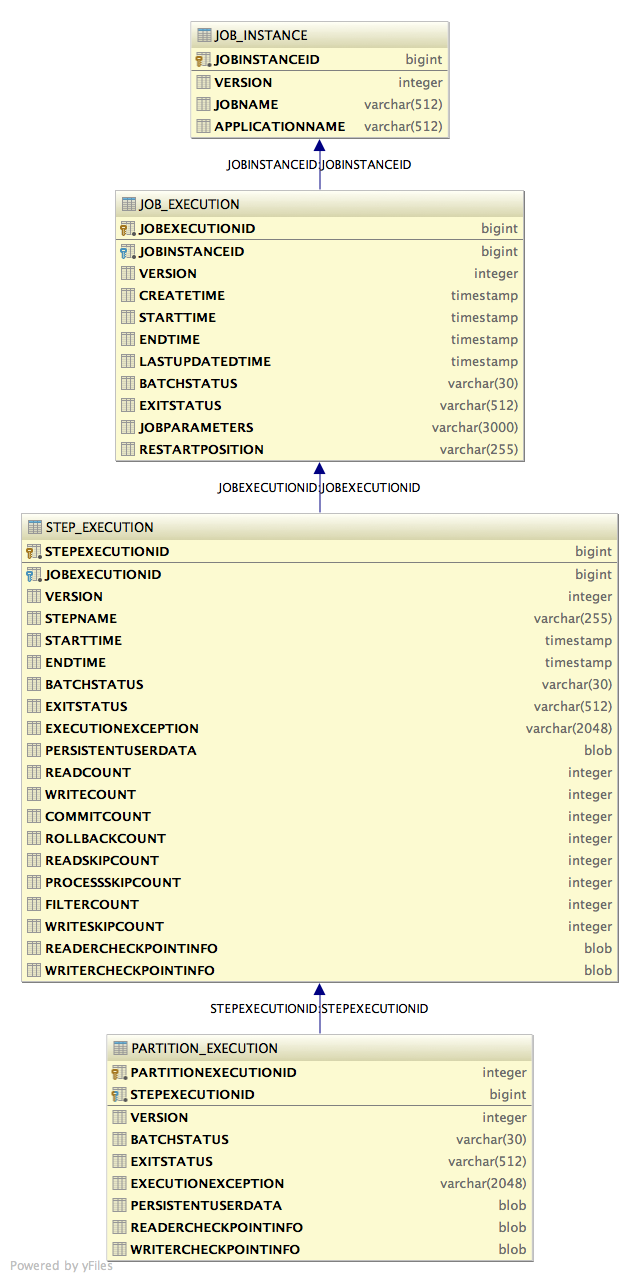 JOB_INSTANCE
JOBINSTANCEID bigint
VERSION integer
JOBNAME varchar(512)
APPLICATIONNAME varchar(512)
JOBINSTANCEID:JOBINSTANCEID
JOB_EXECUTION
JOBEXECUTIONID bigint
JOBINSTANCEID bigint
VERSION integer
CREATETIME timestamp
STARTTIME timestamp
ENDTIME timestamp
LASTUPDATEDTIME timestamp
BATCHSTATUS varchar(30)
EXITSTATUS varchar(512)
JOBPARAMETERS varchar(3000)
RESTARTPOSITION varchar(255)
JOBEXECUTIONID:JOBEXECUTIONID
STEP_EXECUTION
STEPEXECUTIONID bigint
JOBEXECUTIONID bigint
VERSION integer
STEPNAME varchar(255)
STARTTIME timestamp
ENDTIME timestamp
BATCHSTATUS varchar(30)
EXITSTATUS varchar(512)
EXECUTIONEXCEPTION varchar(2048)
PERSISTENTUSERDATA blob
READCOUNT integer
WRITECOUNT integer
COMMITCOUNT integer
ROLLBACKCOUNT integer
READSKIPCOUNT integer
PROCESSSKIPCOUNT integer
FILTERCOUNT integer
WRITESKIPCOUNT integer
READERCHECKPOINTINFO blob
WRITERCHECKPOINTINFO blob
STEPEXECUTIONID:STEPEXECUTIONID
PARTITION_EXECUTION
PARTITIONEXECUTIONID integer
STEPEXECUTIONID bigint
VERSION integer
BATCHSTATUS varchar(30)
EXITSTATUS varchar(512)
EXECUTIONEXCEPTION varchar(2048)
PERSISTENTUSERDATA blob
READERCHECKPOINTINFO blob
WRITERCHECKPOINTINFO blob
Powered by yFiles